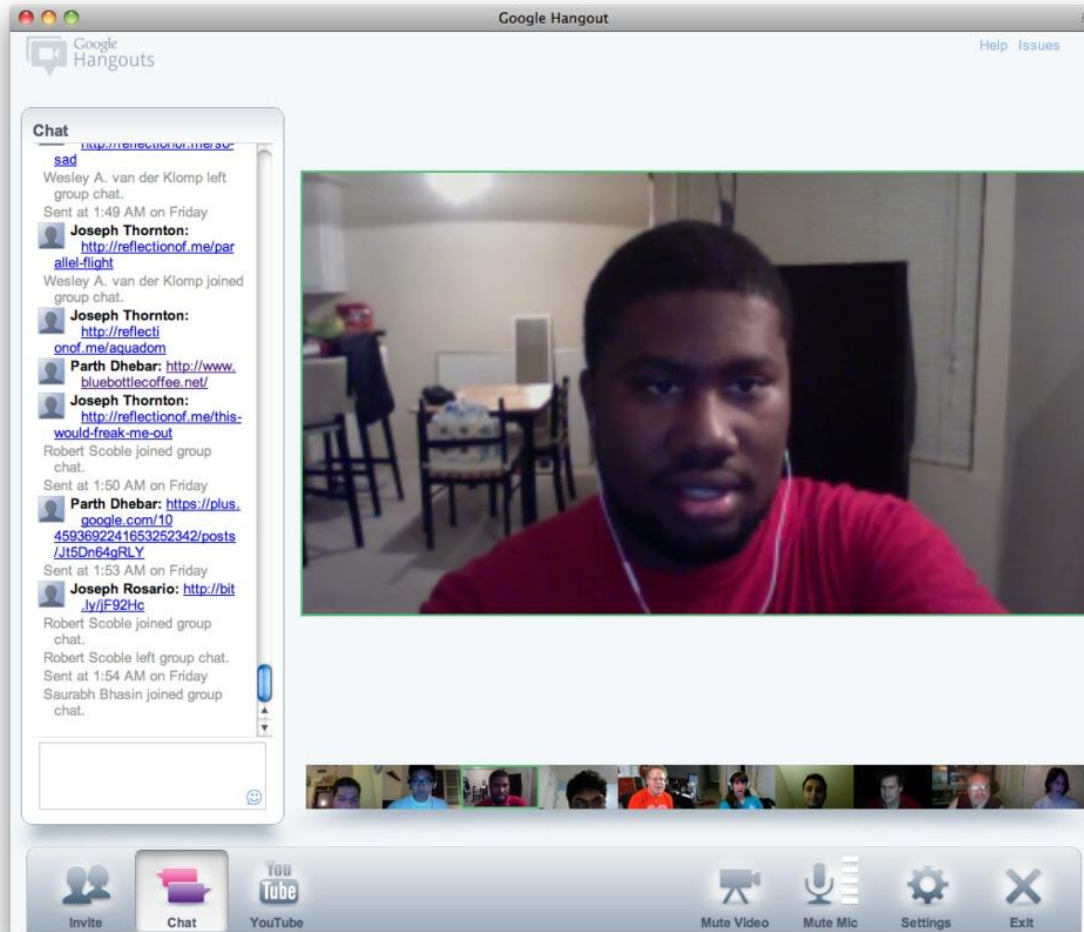 Google Hangout
Google
Hangouts
Help Issues
Chat
http://reflectionof.me/so-
sad
Wesley A. van der Klomp left
group chat.
Sent at 1:49 AM on Friday
Joseph Thornton:
http://reflectionof.me/par
allel-flight
Wesley A. van der Klomp joined
group chat.
Joseph Thornton:
http://reflecti
onof.me/aquadom
Parth Dhebar: http://www.
bluebottlecoffee.net/
Joseph Thornton:
http://reflectionof.me/this-
would-freak-me-out
Robert Scoble joined group
chat.
Sent at 1:50 AM on Friday
Parth Dhebar: https://plus.
google.com/10
4593692241653252342/posts
/Jt5Dn64gRLY
Sent at 1:53 AM on Friday
Joseph Rosario: http://bit
.ly/jF92Hc
Robert Scoble joined group
chat.
Robert Scoble left group chat.
Sent at 1:54 AM on Friday
Saurabh Bhasin joined group
chat.
You
Tube
Invite
Chat
YouTube
Mute Video
Mute Mic
Settings
Exit